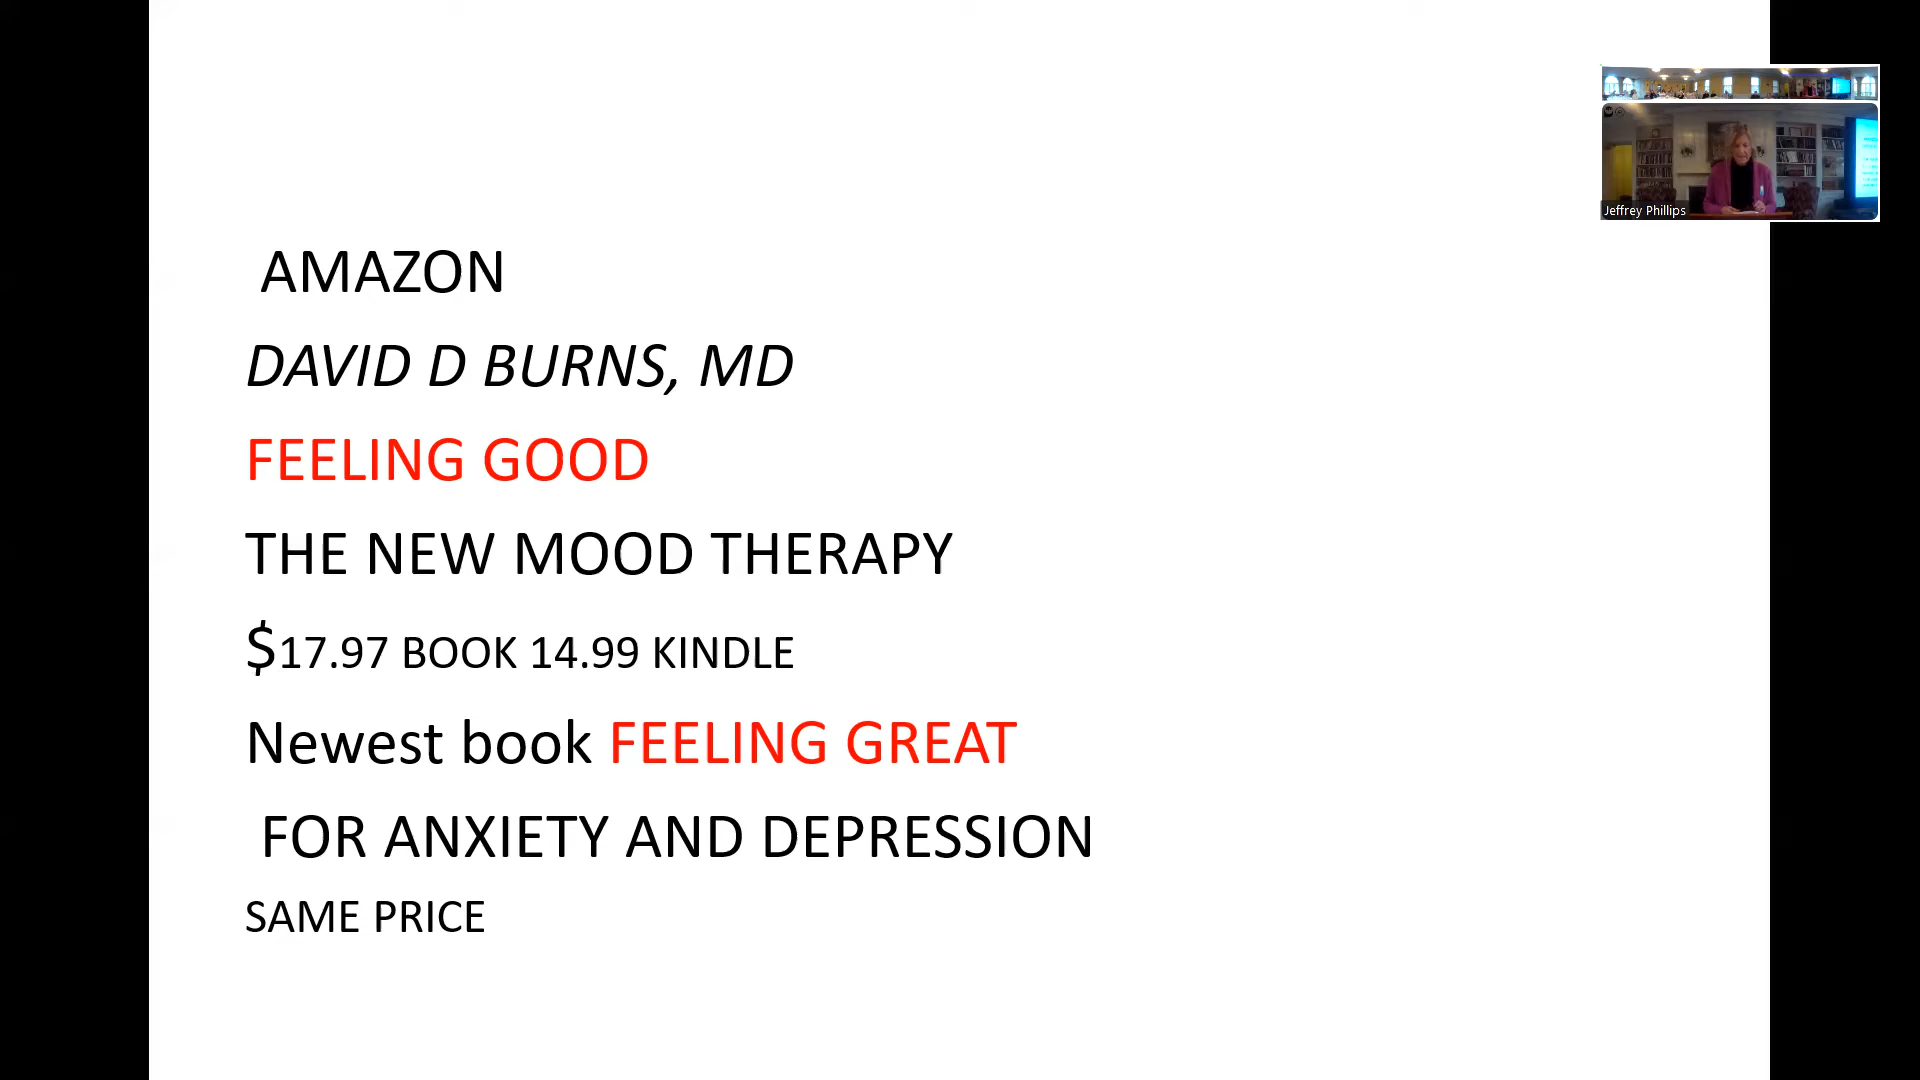 Jeffrey Phillips
AMAZON
DAVID D BURNS, MD
FEELING GOOD
THE NEW MOOD THERAPY
$17.97 BOOK 14.99 KINDLE
Newest book FEELING GREAT
FOR ANXIETY AND DEPRESSION
SAME PRICE